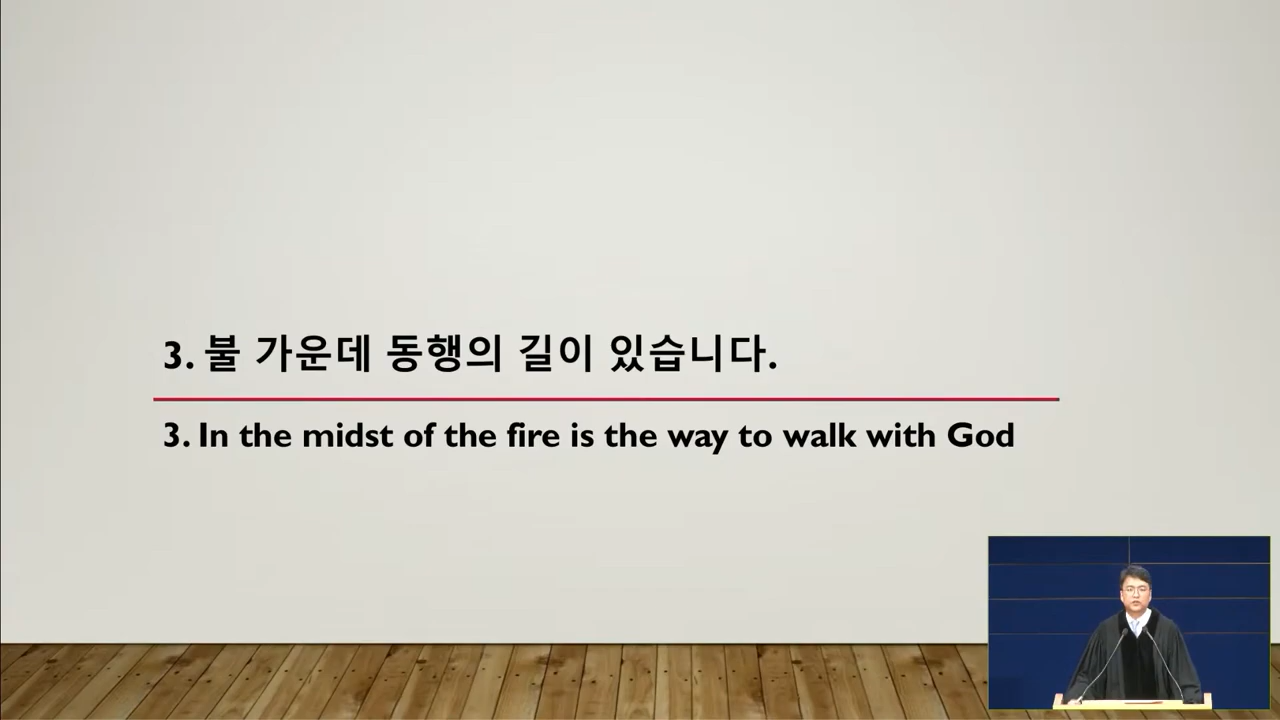 3. 불 가운데 동행의 길이 있습니다.
3. In the midst of the fire is the way to walk with God